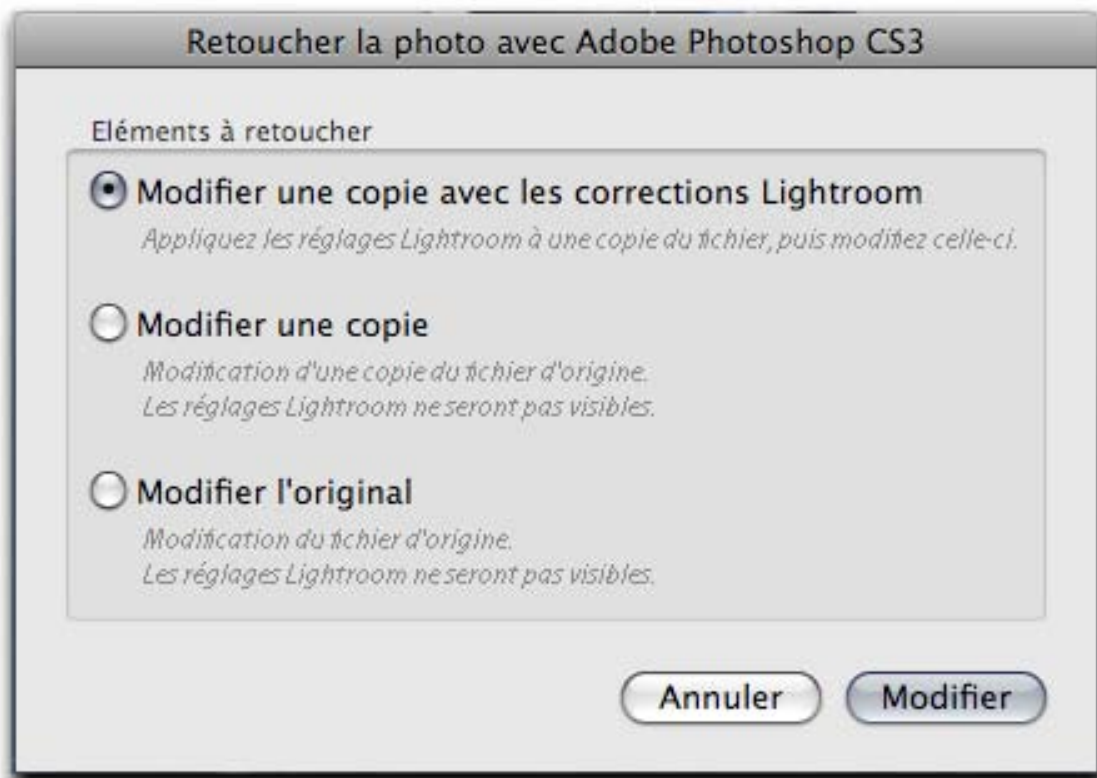 Retoucher la photo avec Adobe Photoshop CS3
Eléments à retoucher
Modifier une copie avec les corrections Lightroom
Appliquez les réglages Lightroom à une copie du fichier, puis modifiez celle-ci.
Modifier une copie
Modification d'une copie du fichier d'origine.
Les réglages Lightroom ne seront pas visibles.
Modifier l'original
Modification du fichier d'origine.
Les réglages Lightroom ne seront pas visibles.
Annuler Modifier